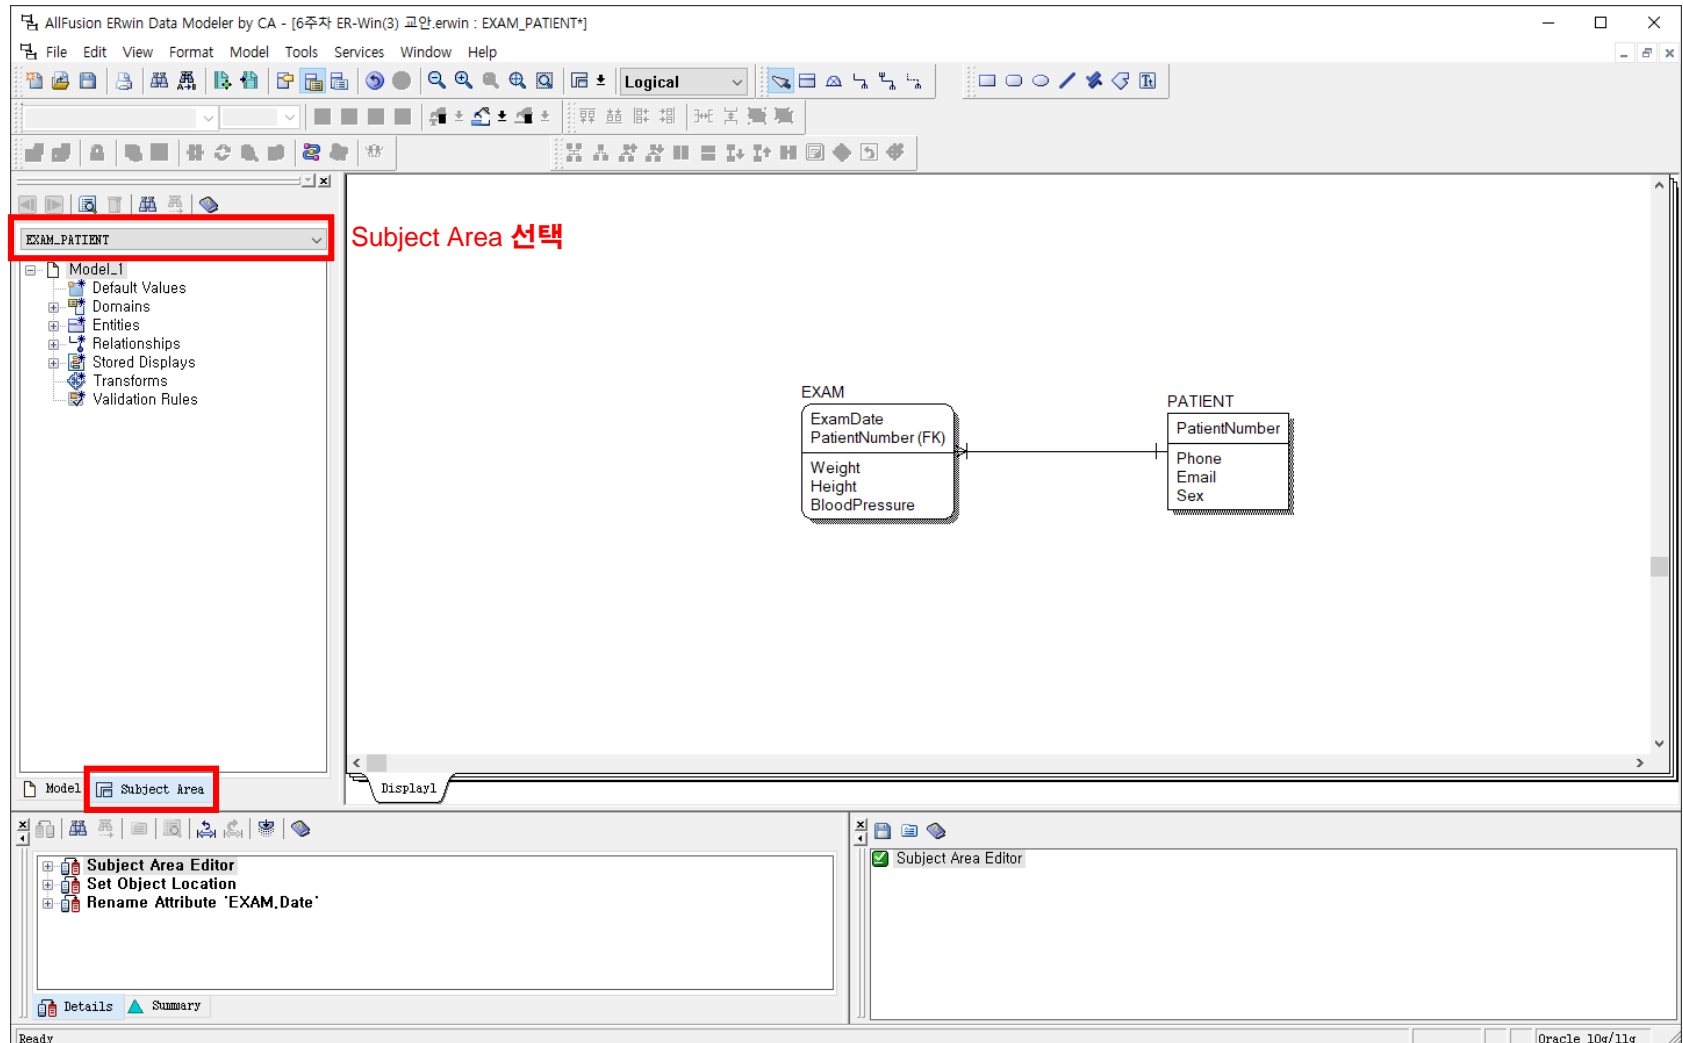 AllFusion ERwin Data Modeler by CA - [6주차 ER-Win(3) 교안.erwin : EXAM_PATIENT*]
File Edit View Format Model Tools Services Window Help
Logical
EXAM_PATIENT
Subject Area 선택
Model_1
Default Values
Domains
Entities
Relationships
Stored Displays
Transforms
Validation Rules
EXAM
ExamDate
PatientNumber (FK)
Weight
Height
BloodPressure
PATIENT
PatientNumber
Phone
Email
Sex
Model Subject Area
Display1
Subject Area Editor
Set Object Location
Rename Attribute 'EXAM.Date'
Details Summary
Subject Area Editor
Ready
Oracle 10g/11g